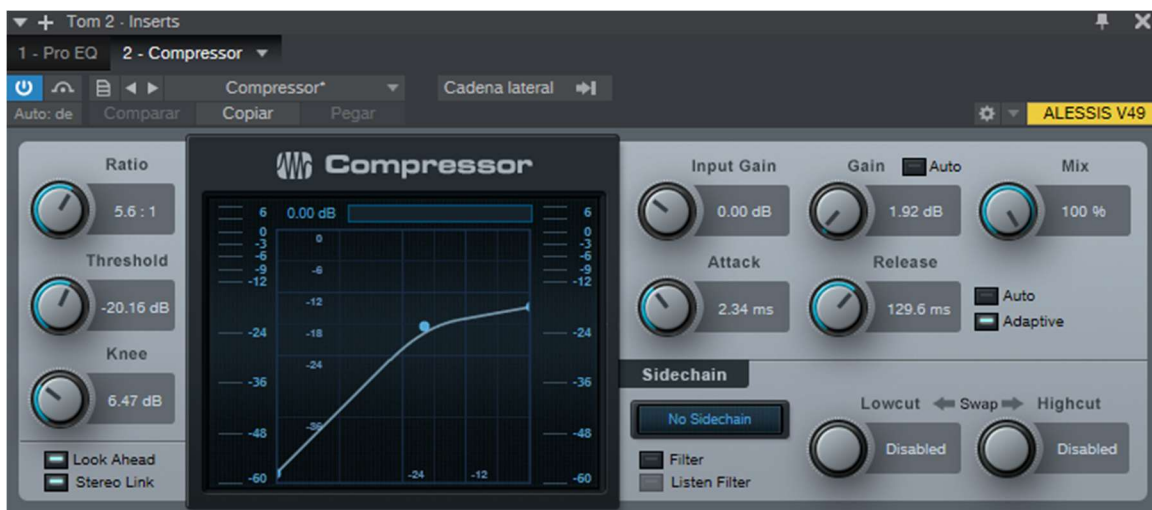 Tom 2 - Inserts
1 - Pro EQ 2 - Compressor
Compressor* Cadena lateral
Auto: de Comparar Copiar Pegar ALESSIS V49
Compressor
Ratio
5.6 : 1
Threshold
-20.16 dB
Knee
6.47 dB
Look Ahead
Stereo Link
6 0.00 dB 6
0 0 0
-3 -3
-6 -6 -6
-9 -9
-12 -12
-12
-24 -18 -24
-24
-36 -36
-36
-48 -48
-60 -24 -12 -60
Input Gain Gain Auto Mix
0.00 dB 1.92 dB 100 %
Attack Release
2.34 ms 129.6 ms Auto
Adaptive
Sidechain
No Sidechain
Filter
Listen Filter
Lowcut Swap Highcut
Disabled Disabled